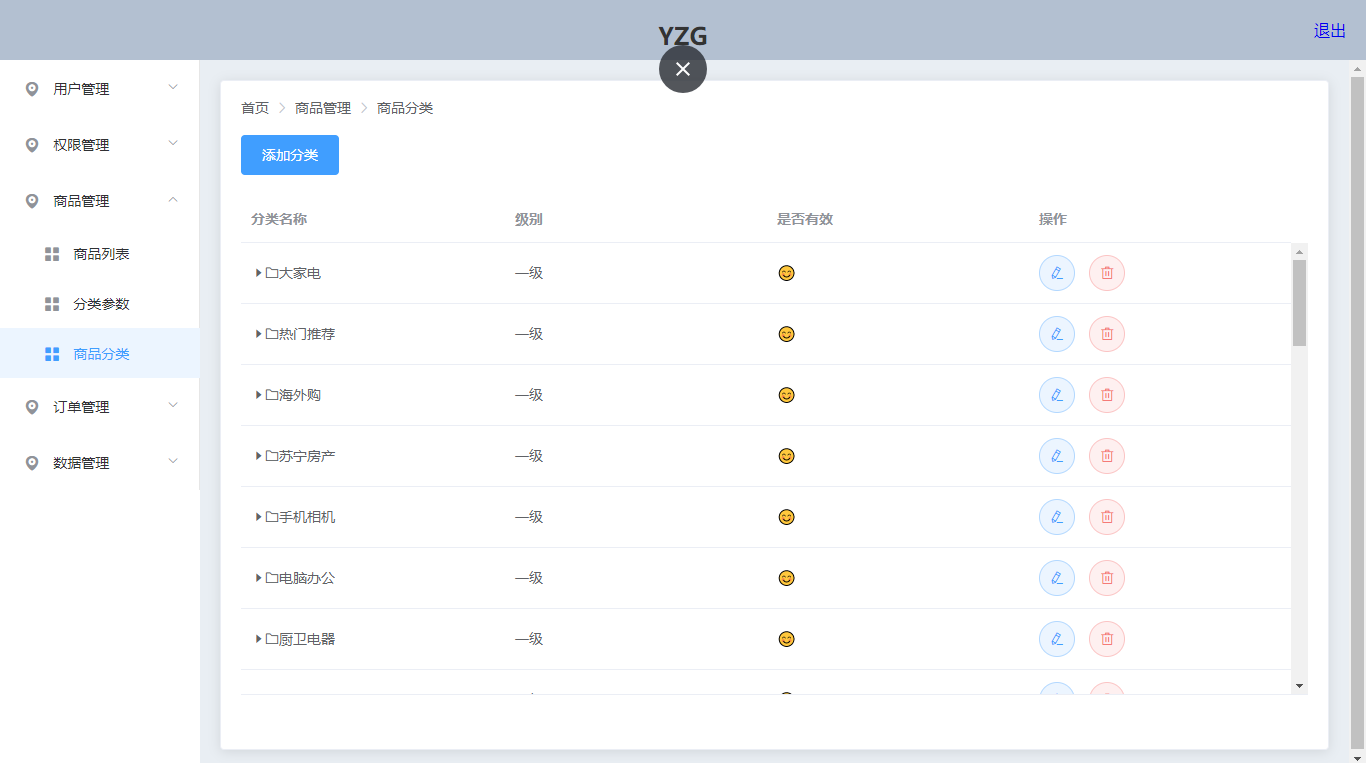 YZG
退出
用户管理
权限管理
商品管理
商品列表
分类参数
商品分类
订单管理
数据管理
首页 商品管理 商品分类
添加分类
分类名称 级别 是否有效 操作
大家电 一级
热门推荐 一级
海外购 一级
苏宁房产 一级
手机相机 一级
电脑办公 一级
厨卫电器 一级